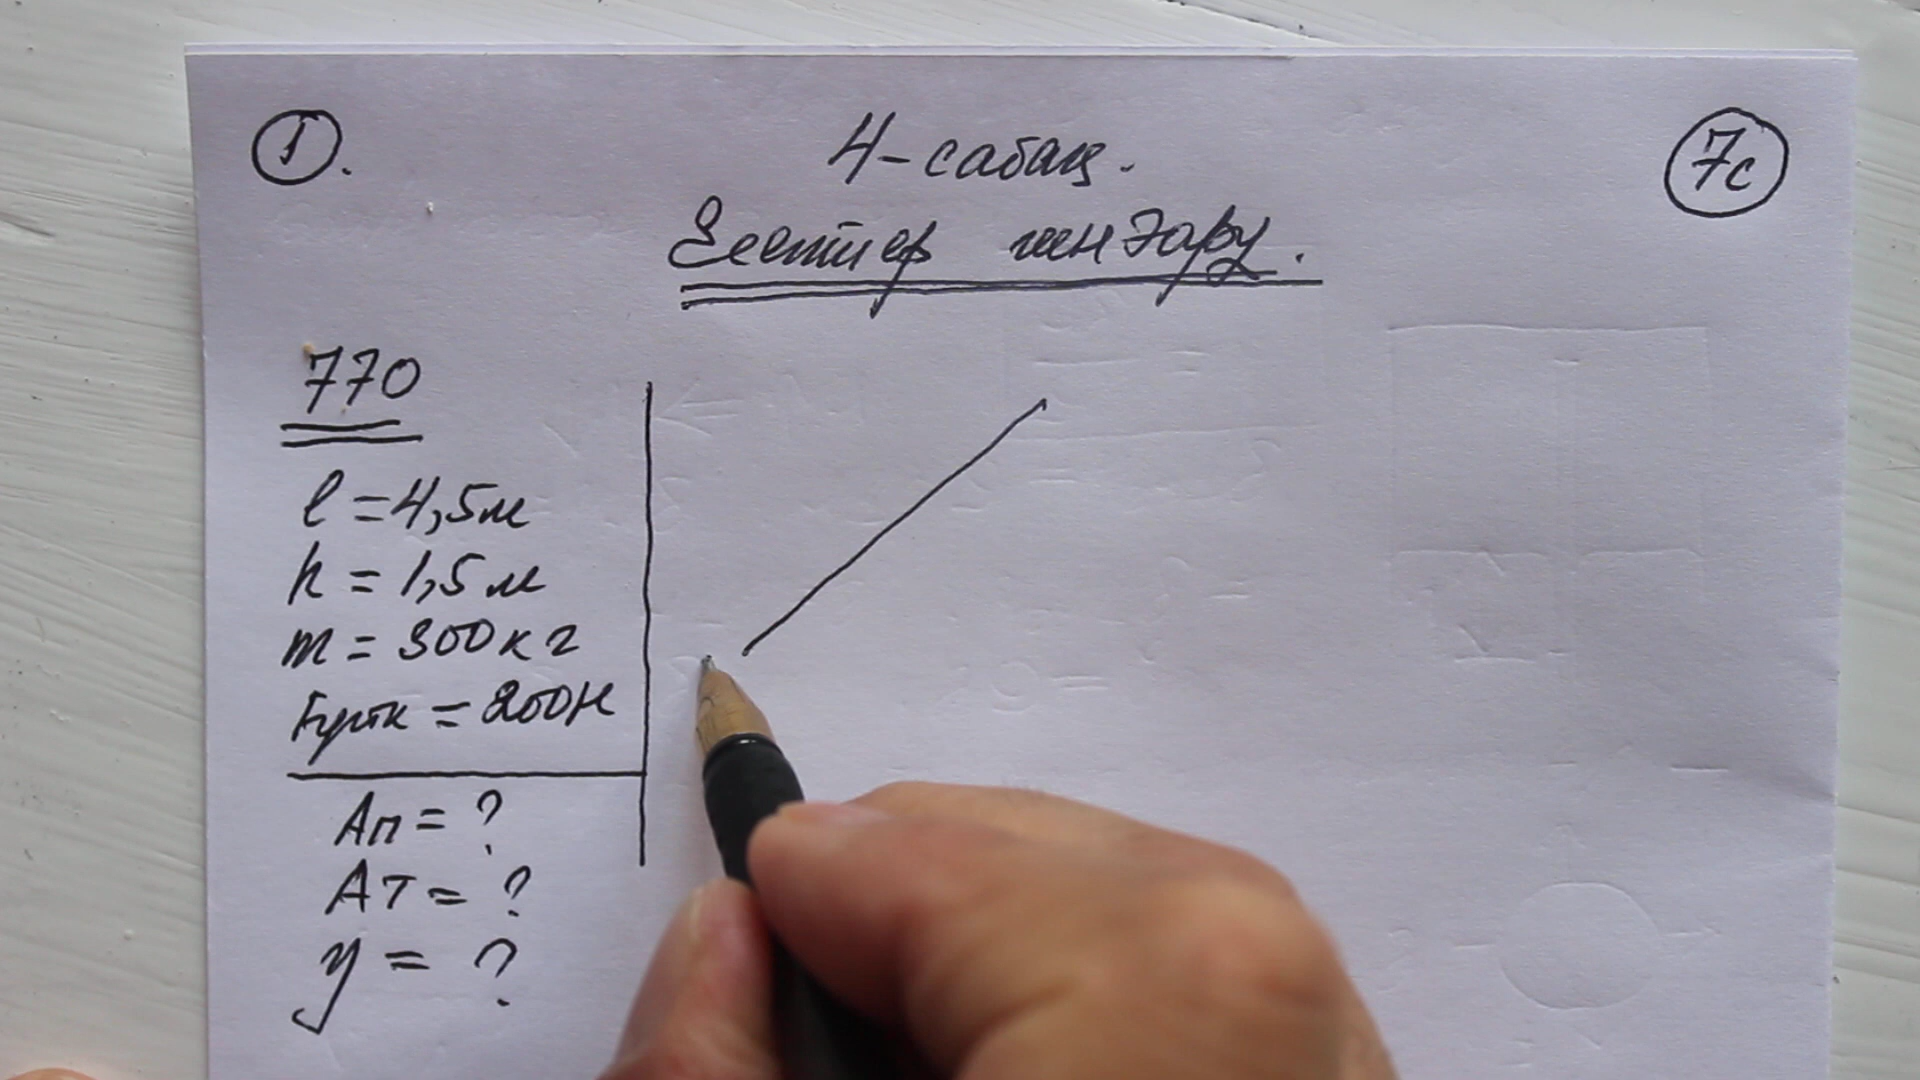 1.
4-сабақ.
7с
Есептер шығару.
770
l = 4,5м
h = 1,5м
m = 300кг
Fүйк = 200Н
Ап = ?
Ат = ?
η = ?